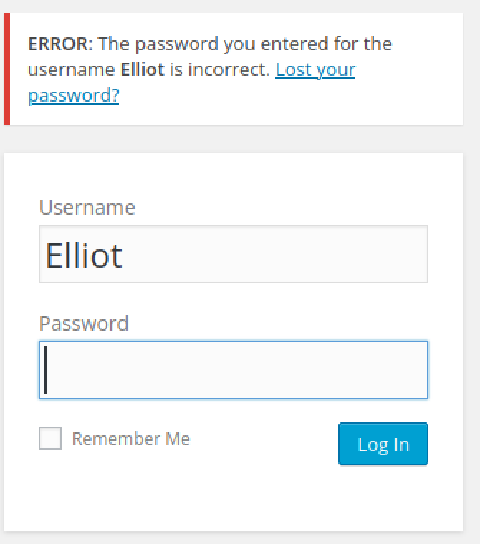 ERROR: The password you entered for the
username Elliot is incorrect. Lost your
password?
Username
Elliot
Password
Remember Me
Log In